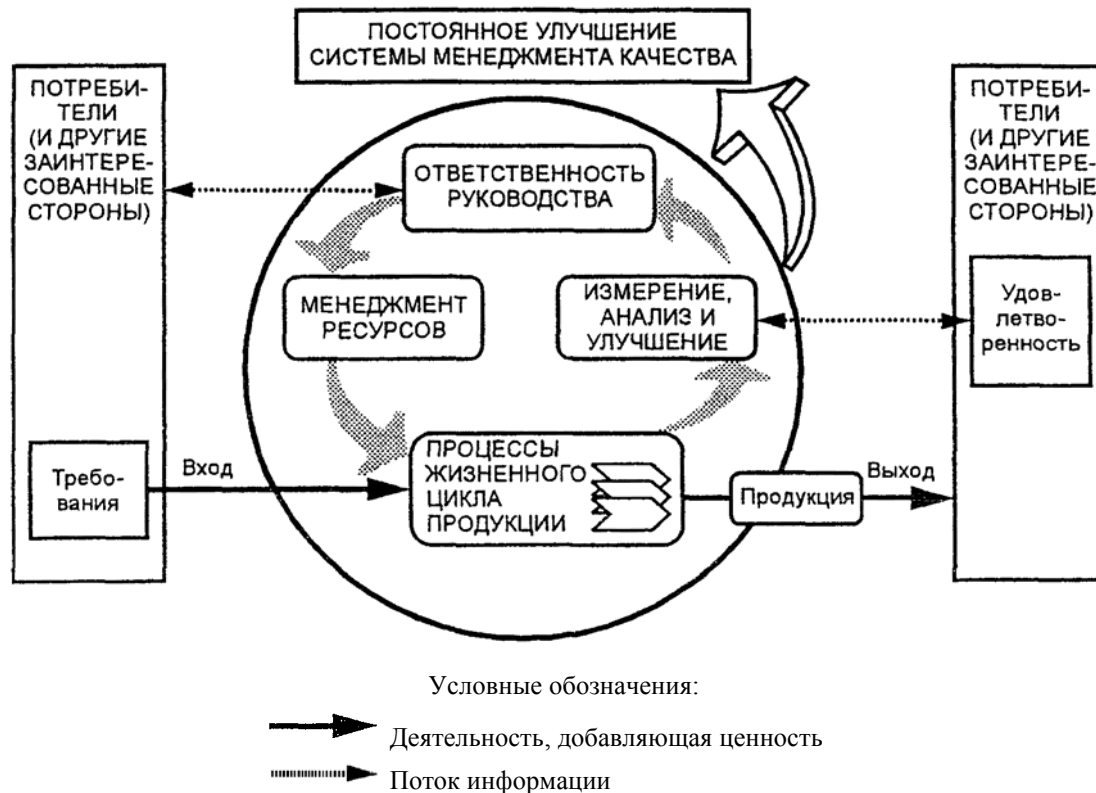 ПОСТОЯННОЕ УЛУЧШЕНИЕ
СИСТЕМЫ МЕНЕДЖМЕНТА КАЧЕСТВА
ПОТРЕБИ-
ТЕЛИ
(И ДРУГИЕ
ЗАИНТЕРЕ-
СОВАННЫЕ
СТОРОНЫ)
ОТВЕТСТВЕННОСТЬ
РУКОВОДСТВА
ПОТРЕБИ-
ТЕЛИ
(И ДРУГИЕ
ЗАИНТЕРЕ-
СОВАННЫЕ
СТОРОНЫ)
МЕНЕДЖМЕНТ
РЕСУРСОВ
ИЗМЕРЕНИЕ,
АНАЛИЗ И
УЛУЧШЕНИЕ
Удов-
летво-
ренность
Требо-
вания
Вход
ПРОЦЕССЫ
ЖИЗНЕННОГО
ЦИКЛА
ПРОДУКЦИИ
Продукция
Выход
Условные обозначения:
Деятельность, добавляющая ценность
Поток информации